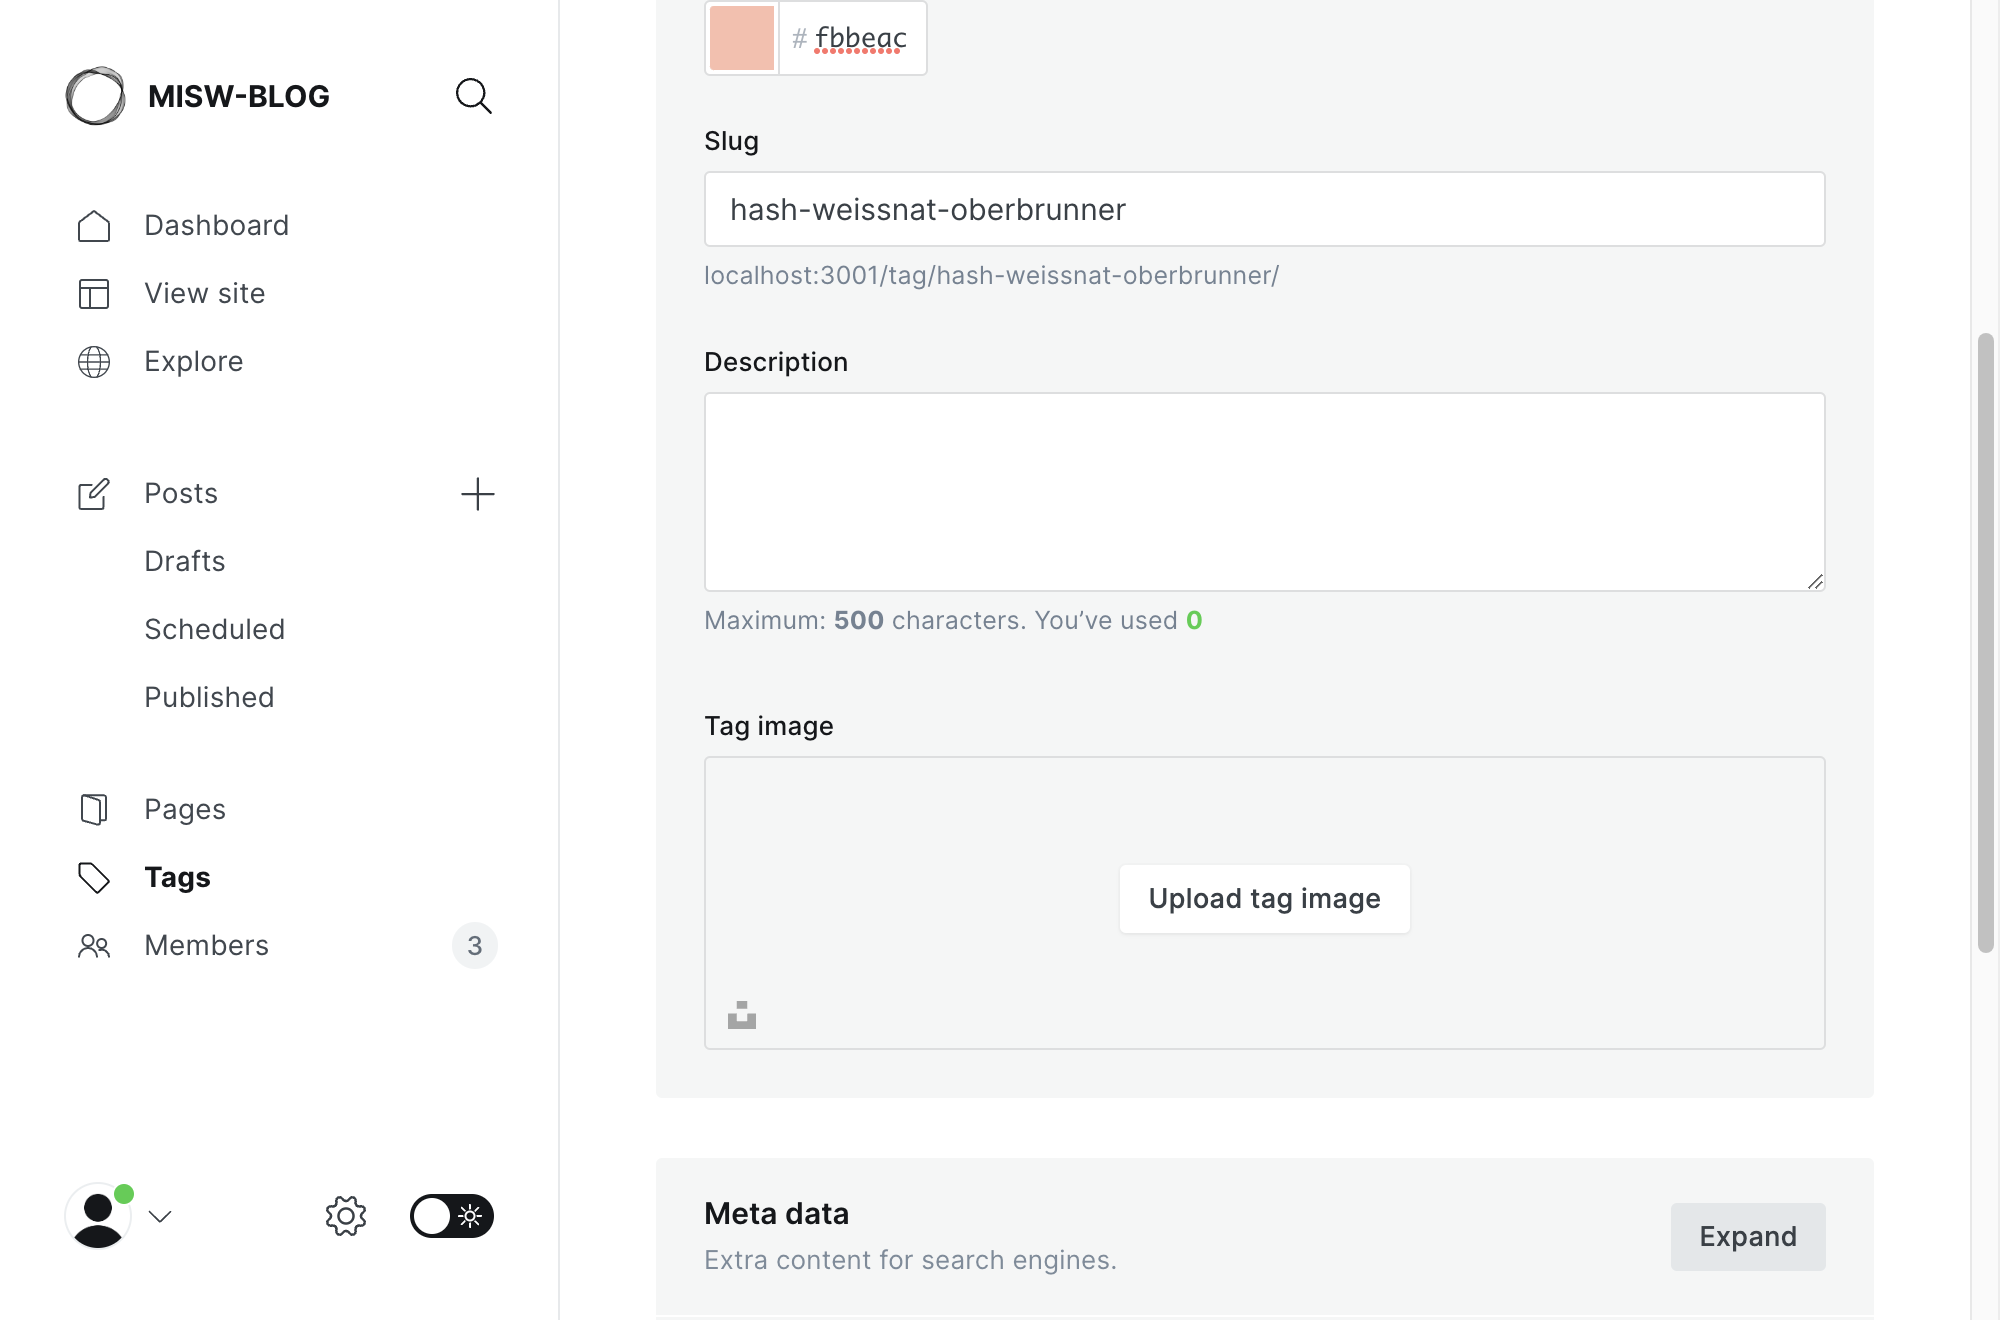 MISW-BLOG
Dashboard
View site
Explore
Posts
Drafts
Scheduled
Published
Pages
Tags
Members
3
# fbbeac
Slug
hash-weissnat-oberbrunner
localhost:3001/tag/hash-weissnat-oberbrunner/
Description
Maximum: 500 characters. You’ve used 0
Tag image
Upload tag image
Meta data
Extra content for search engines.
Expand